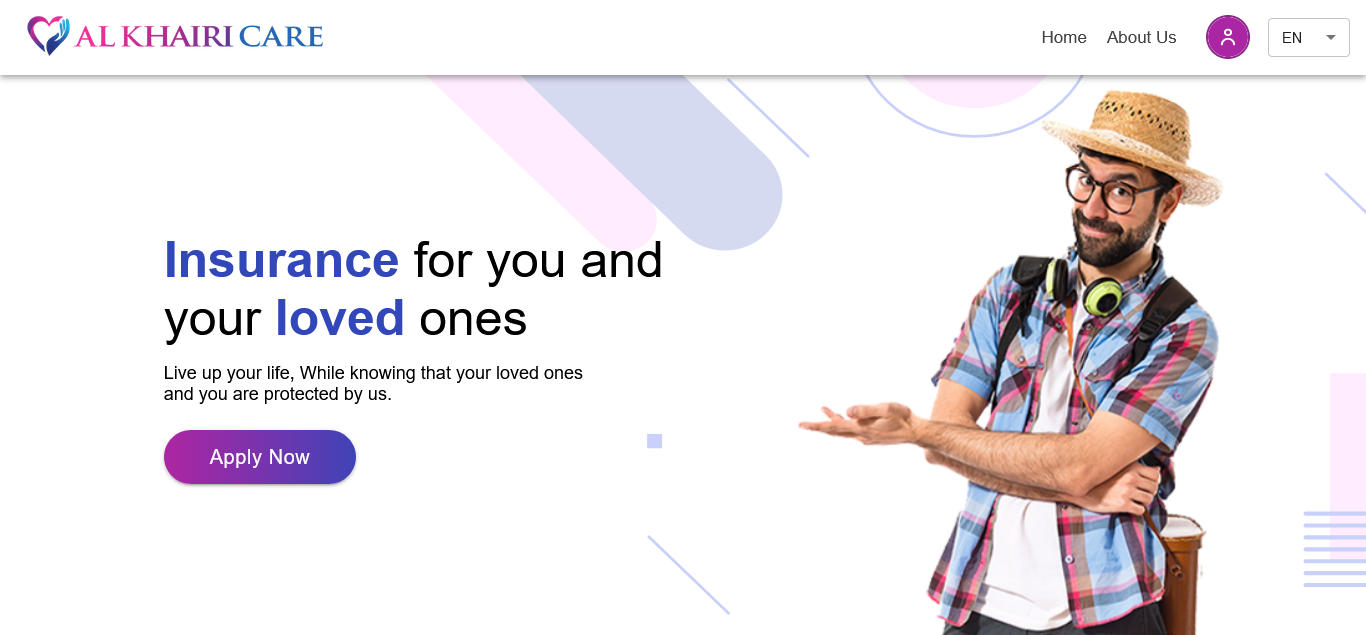 AL KHAIRI CARE
Home
About Us
EN
Insurance for you and
your loved ones
Live up your life, While knowing that your loved ones
and you are protected by us.
Apply Now